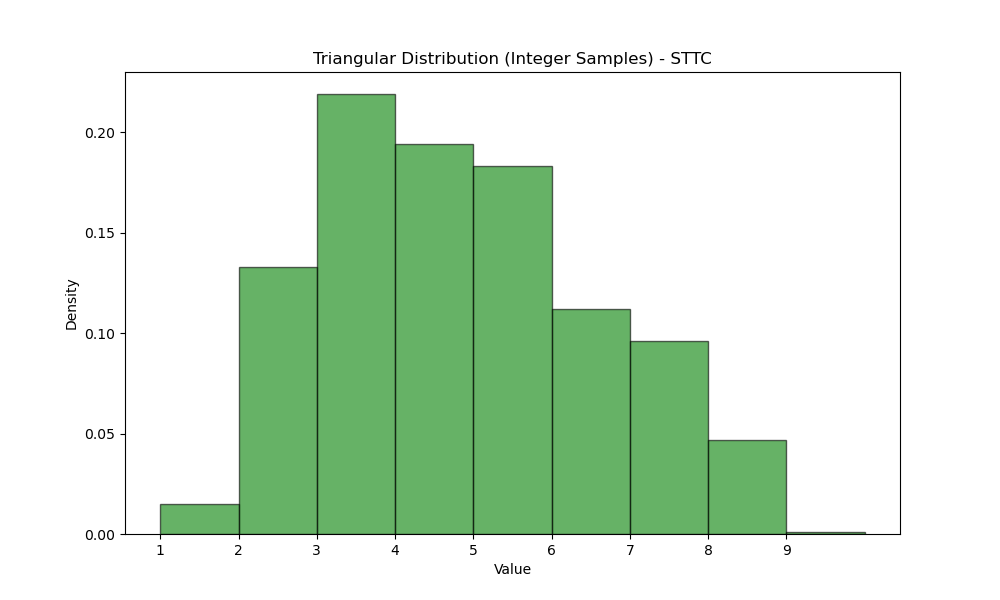 Triangular Distribution (Integer Samples) - STTC
0.20
0.15
0.10
0.05
0.00
Density
1 2 3 4 5 6 7 8 9
Value